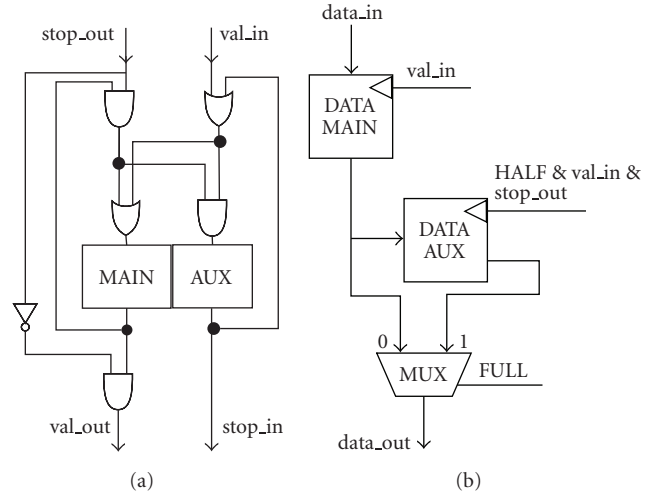 stop_out
val_in
MAIN
AUX
val_out
stop_in
(a)
data_in
val_in
DATA
MAIN
HALF & val_in &
stop_out
DATA
AUX
0
1
MUX
FULL
data_out
(b)